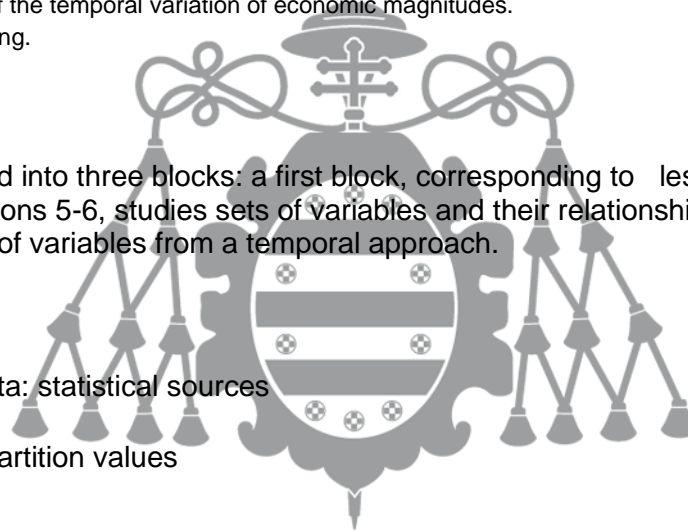 f the temporal variation of economic magnitudes.
ng.
d into three blocks: a first block, corresponding to les
ons 5-6, studies sets of variables and their relationshi
of variables from a temporal approach.
ta: statistical sources
artition values